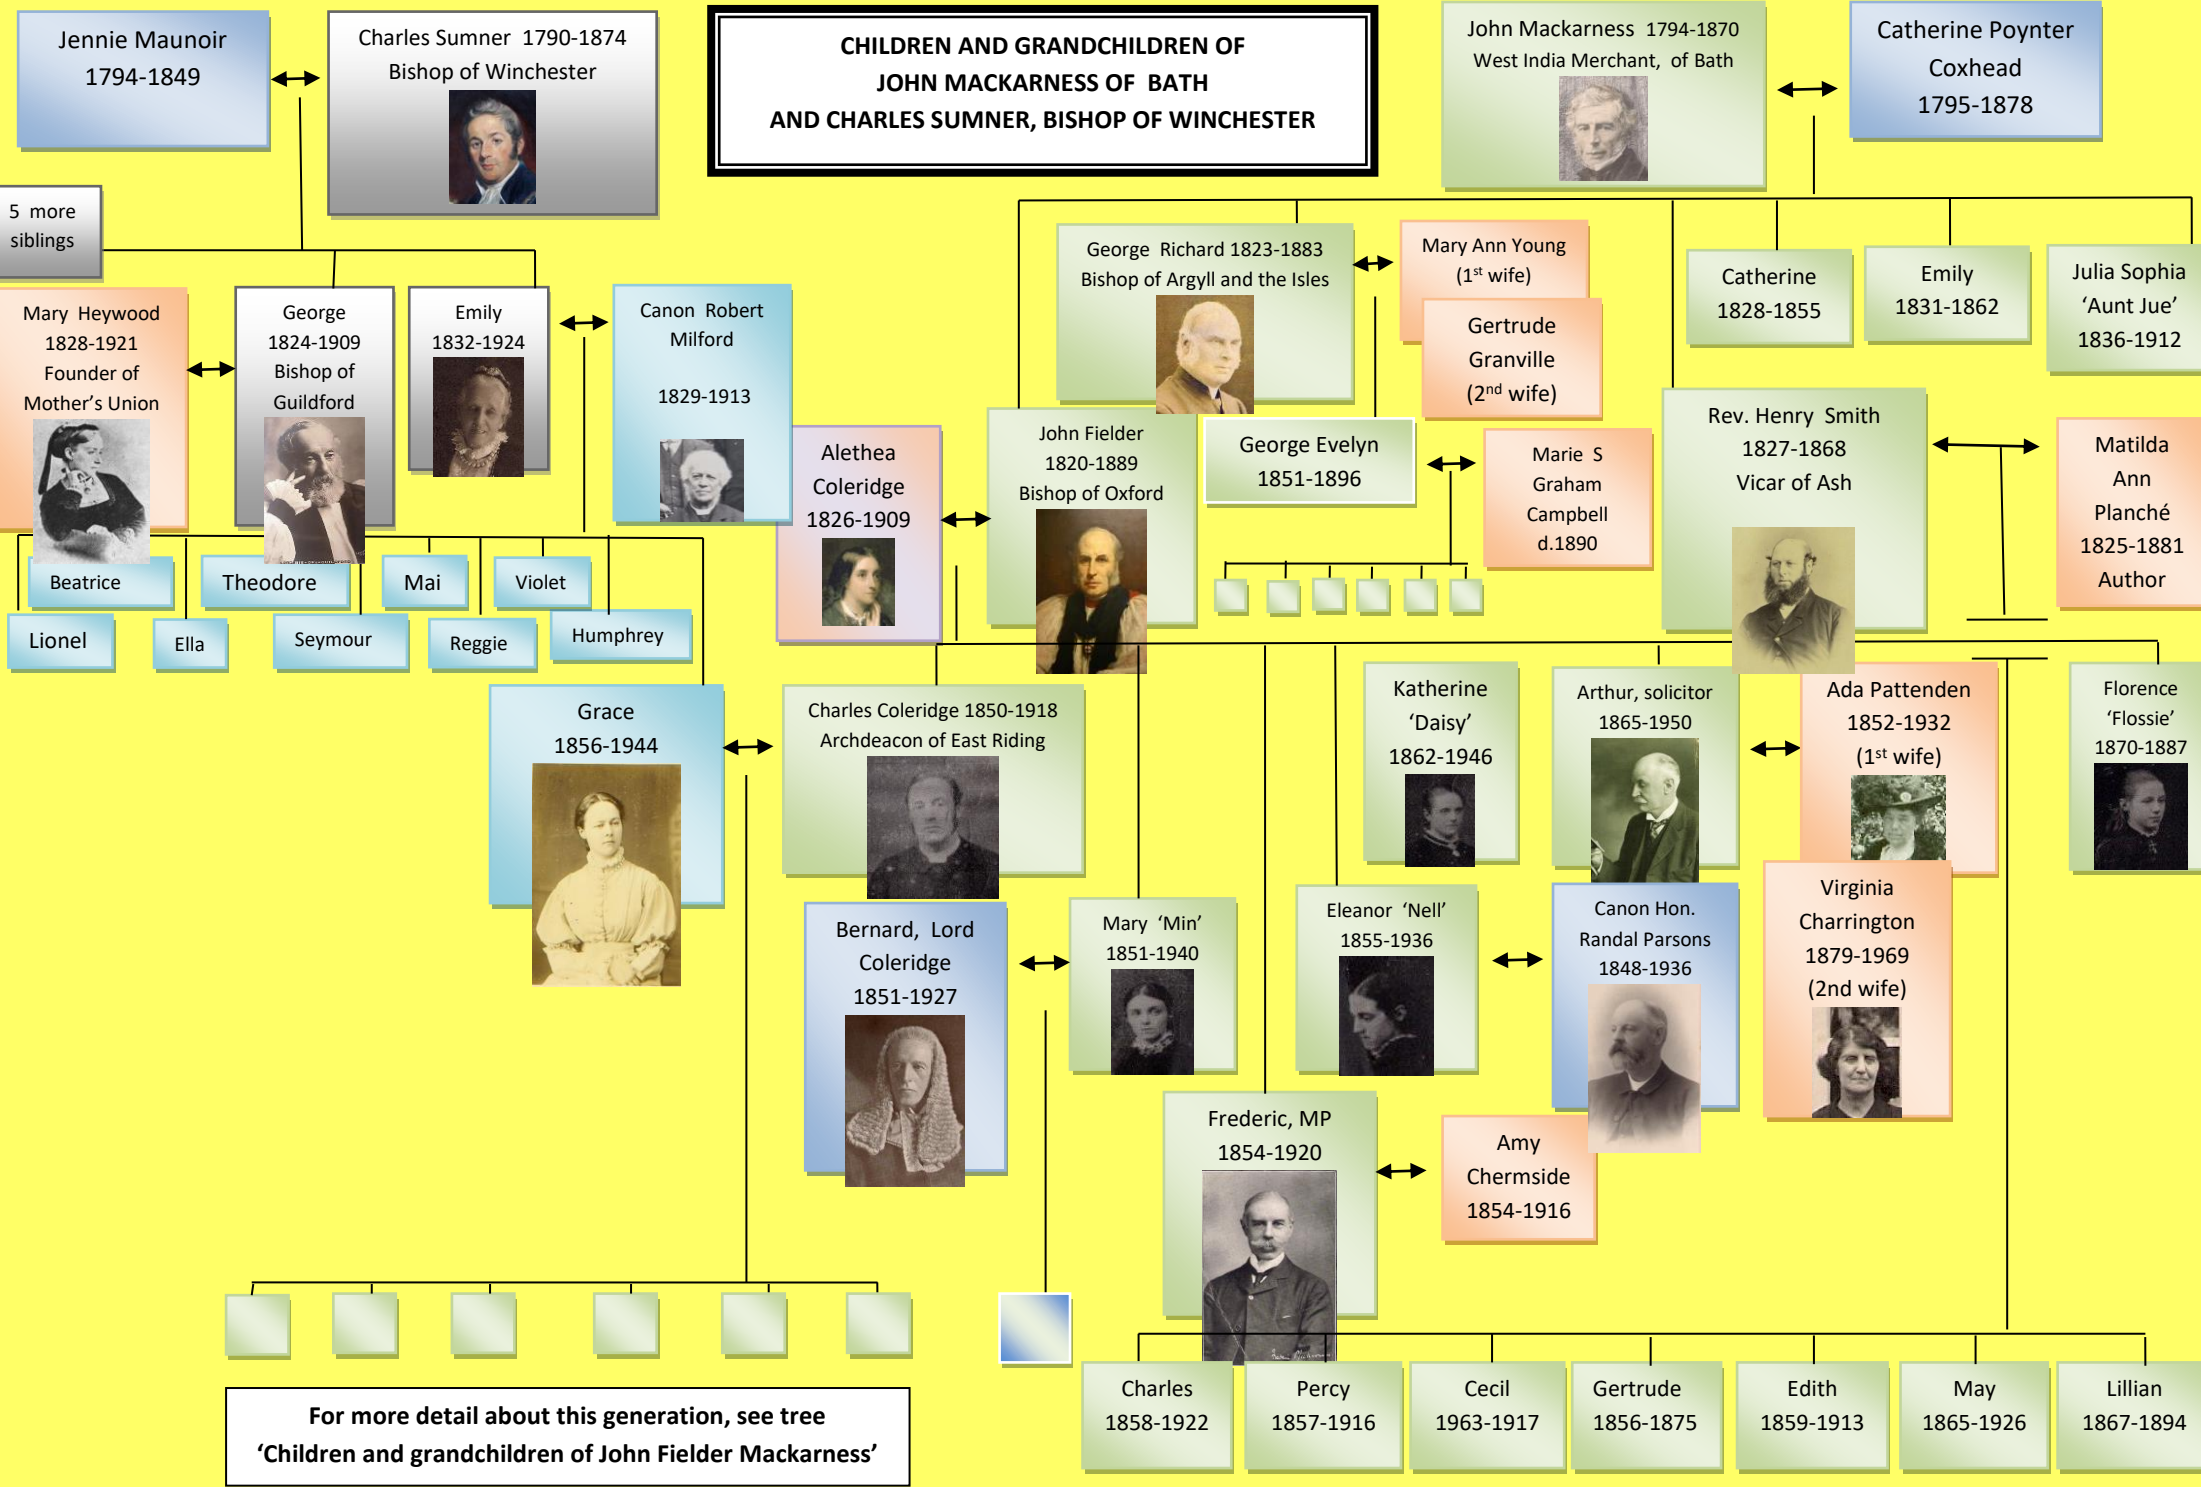 Jennie Maunoir
1794-1849
Charles Sumner 1790-1874
Bishop of Winchester
CHILDREN AND GRANDCHILDREN OF
JOHN MACKARNESS OF BATH
AND CHARLES SUMNER, BISHOP OF WINCHESTER
John Mackarness 1794-1870
West India Merchant, of Bath
Catherine Poynter
Coxhead
1795-1878
5 more
siblings
Mary Heywood
1828-1921
Founder of
Mother's Union
George
1824-1909
Bishop of
Guildford
Emily
1832-1924
Canon Robert
Milford
1829-1913
George Richard 1823-1883
Bishop of Argyll and the Isles
Mary Ann Young
(1st wife)
Gertrude
Granville
(2nd wife)
Catherine
1828-1855
Emily
1831-1862
Julia Sophia
‘Aunt Jue’
1836-1912
Alethea
Coleridge
1826-1909
John Fielder
1820-1889
Bishop of Oxford
George Evelyn
1851-1896
Marie S
Graham
Campbell
d.1890
Rev. Henry Smith
1827-1868
Vicar of Ash
Matilda
Ann
Planché
1825-1881
Author
Beatrice
Theodore
Mai
Violet
Lionel
Ella
Seymour
Reggie
Humphrey
Grace
1856-1944
Charles Coleridge 1850-1918
Archdeacon of East Riding
Katherine
‘Daisy’
1862-1946
Arthur, solicitor
1865-1950
Ada Pattenden
1852-1932
(1st wife)
Florence
‘Flossie’
1870-1887
Bernard, Lord
Coleridge
1851-1927
Mary ‘Min’
1851-1940
Eleanor ‘Nell’
1855-1936
Canon Hon.
Randal Parsons
1848-1936
Virginia
Charrington
1879-1969
(2nd wife)
Frederic, MP
1854-1920
Amy
Chermside
1854-1916
Charles
1858-1922
Percy
1857-1916
Cecil
1963-1917
Gertrude
1856-1875
Edith
1859-1913
May
1865-1926
Lillian
1867-1894
For more detail about this generation, see tree
‘Children and grandchildren of John Fielder Mackarness’